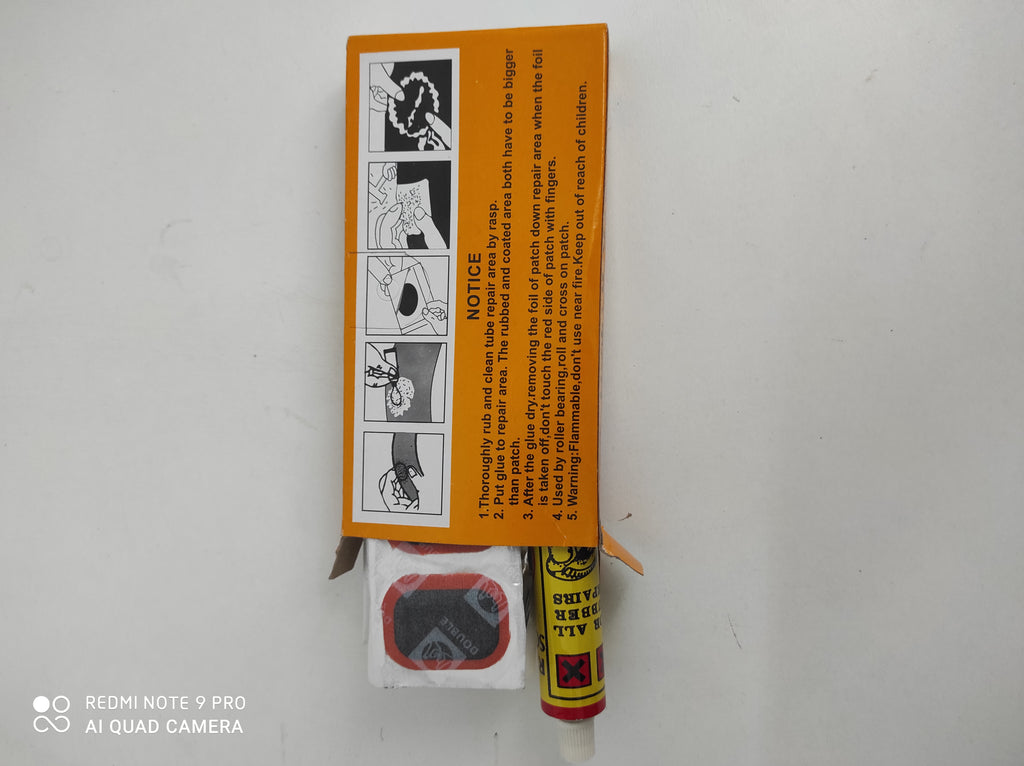 NOTICE
1.Thoroughly rub and clean tube repair area by rasp.
2. Put glue to repair area. The rubbed and coated area both have to be bigger
than patch.
3. After the glue dry,removing the foil of patch down repair area when the foil
is taken off,don't touch the red side of patch with fingers.
4. Used by roller bearing,roll and cross on patch.
5. Warning:Flammable,don't use near fire.Keep out of reach of children.
DOUBLE
ALL
REDMI NOTE 9 PRO
AI QUAD CAMERA